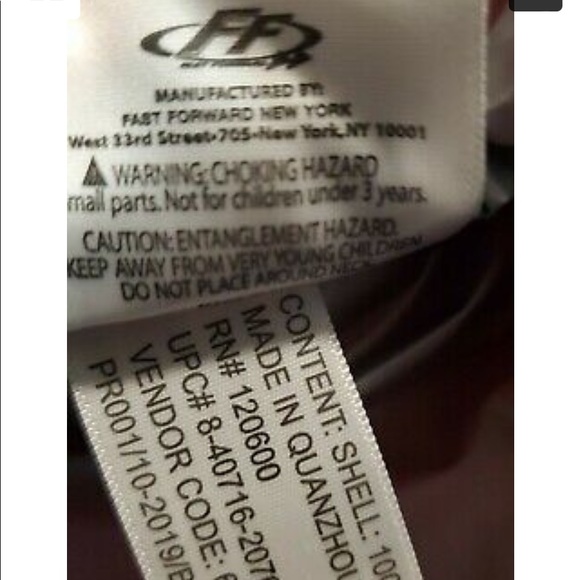 FF
MANUFACTURED BY:
FAST FORWARD NEW YORK
West 33rd Street•705•New York, NY 10001
WARNING: CHOKING HAZARD
mall parts. Not for children under 3 years.
CAUTION: ENTANGLEMENT HAZARD.
KEEP AWAY FROM VERY YOUNG CHILDREN
DO NOT PLACE AROUND NECK
CONTENT: SHELL: 100
MADE IN QUANZHOU
RN# 120600
UPC# 8-40716-207
VENDOR CODE:
PR001/10-2019/